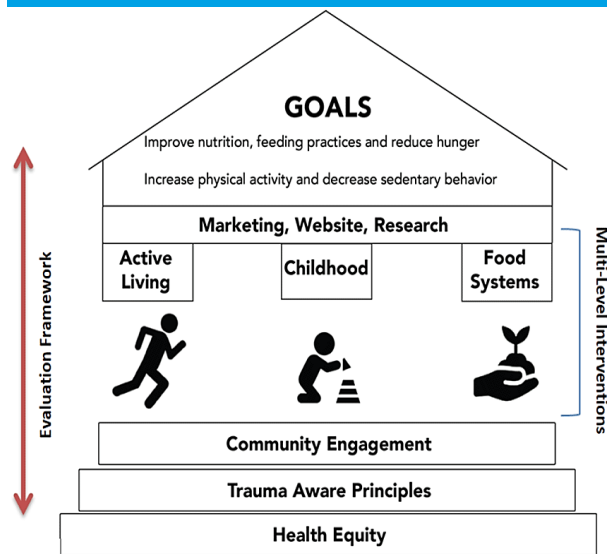 GOALS
Improve nutrition, feeding practices and reduce hunger
Increase physical activity and decrease sedentary behavior
Marketing, Website, Research
Active
Living
Childhood
Food
Systems
Evaluation Framework
Multi-Level Interventions
Community Engagement
Trauma Aware Principles
Health Equity